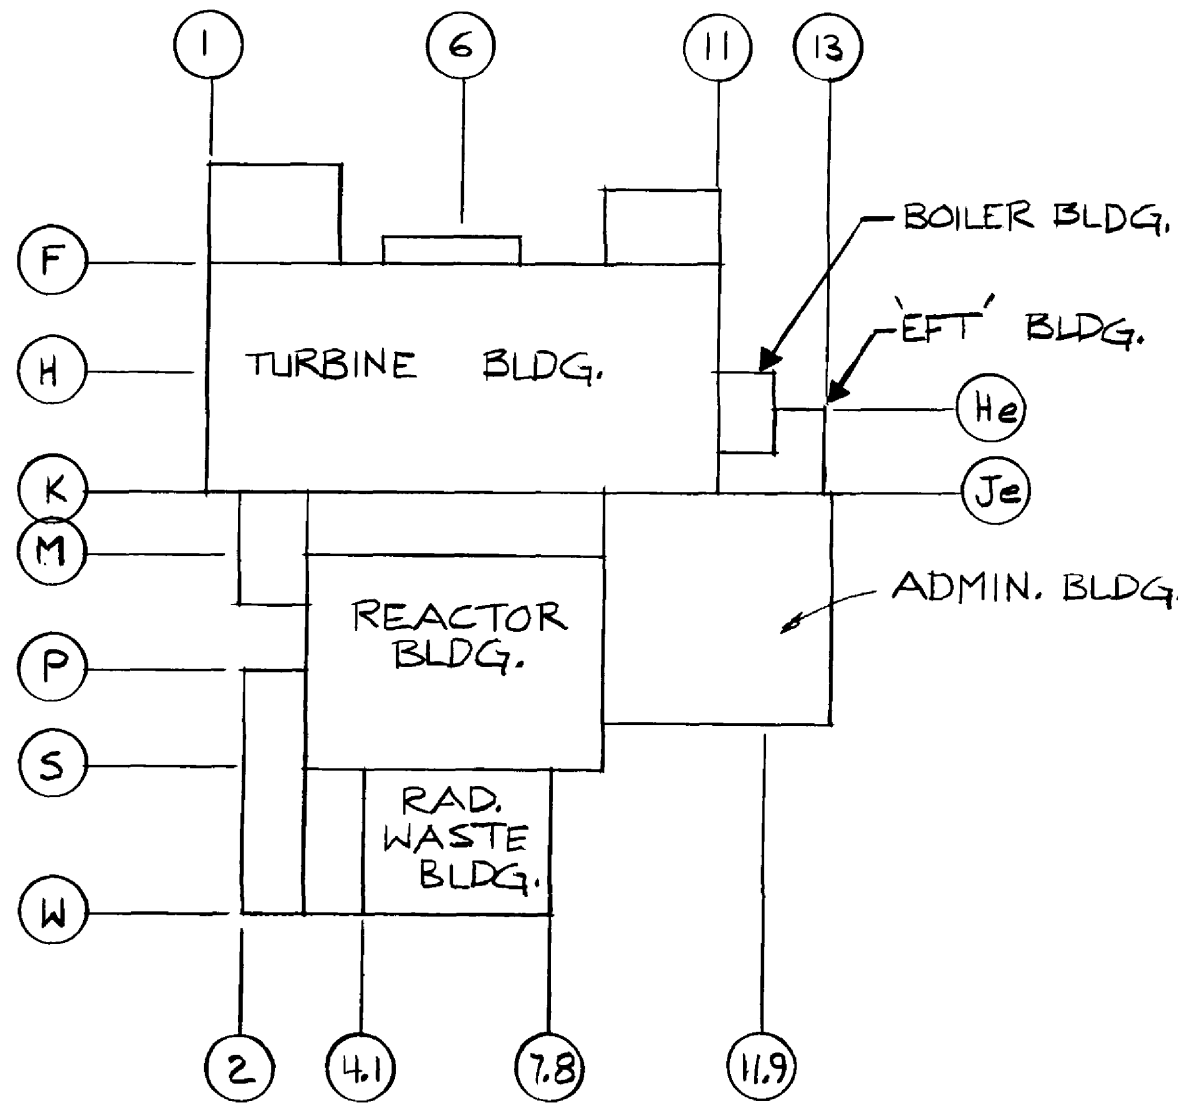 1
6
11
13
BOILER BLDG.
F
'EFT' BLDG.
H
TURBINE BLDG.
He
K
Je
M
ADMIN. BLDG.
REACTOR
BLDG.
P
S
RAD.
WASTE
BLDG.
W
2
4.1
7.8
11.9